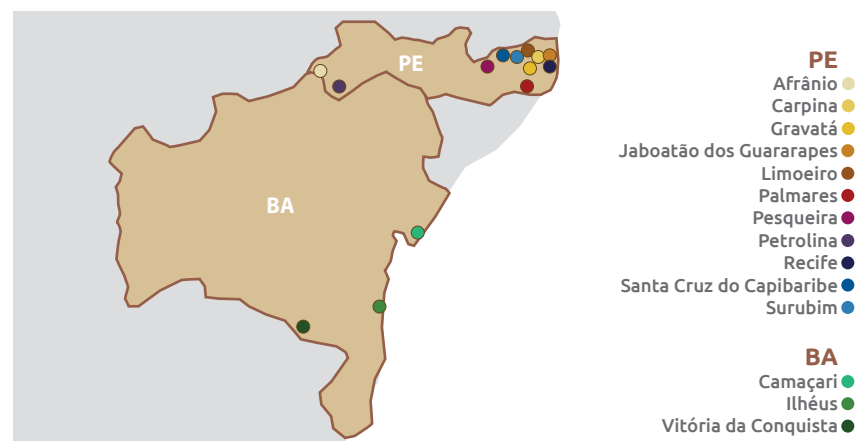 PE
BA
PE
Afrânio
Carpina
Gravatá
Jaboatão dos Guararapes
Limoeiro
Palmares
Pesqueira
Petrolina
Recife
Santa Cruz do Capibaribe
Surubim
BA
Camaçari
Ilhéus
Vitória da Conquista